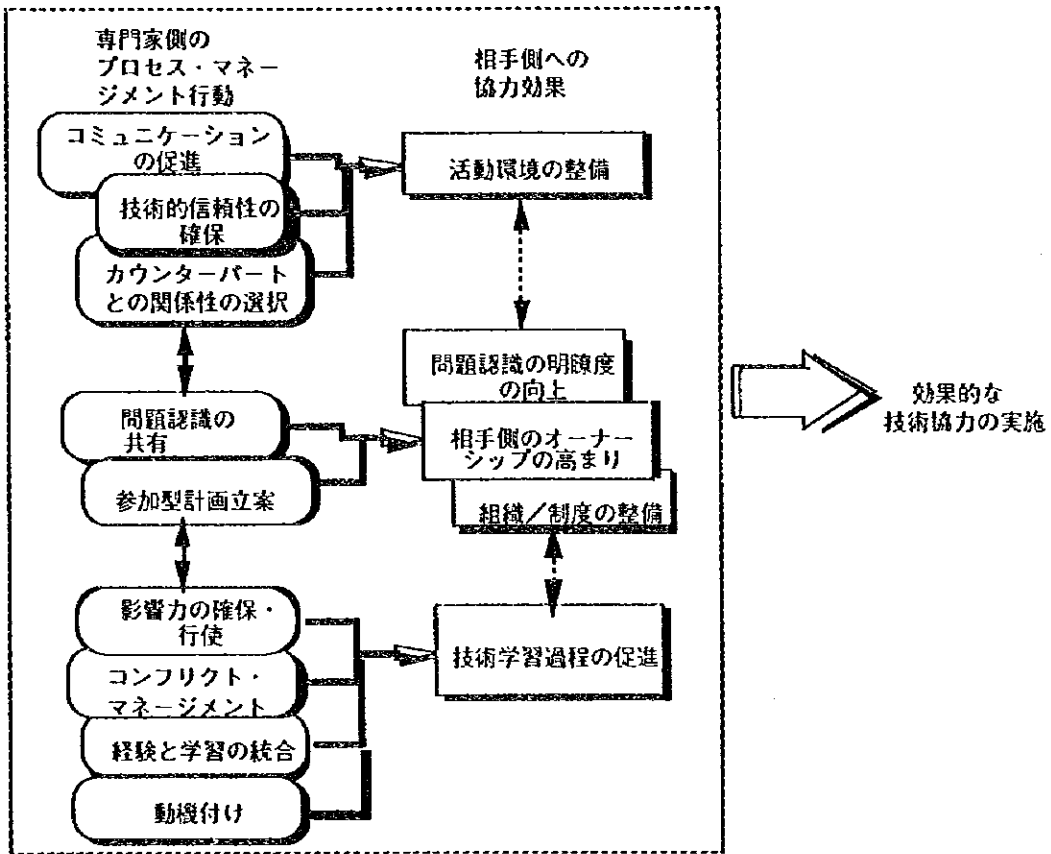 専門家側の
プロセス・マネー
ジメント行動
相手側への
協力効果
コミュニケーション
の促進
技術的信頼性の
確保
カウンターパート
との関係性の選択
活動環境の整備
問題認識の
共有
参加型計画立案
問題認識の明瞭度
の向上
相手側のオーナー
シップの高まり
組織／制度の整備
影響力の確保・
行使
コンフリクト・
マネージメント
経験と学習の統合
動機付け
技術学習過程の促進
効果的な
技術協力の実施